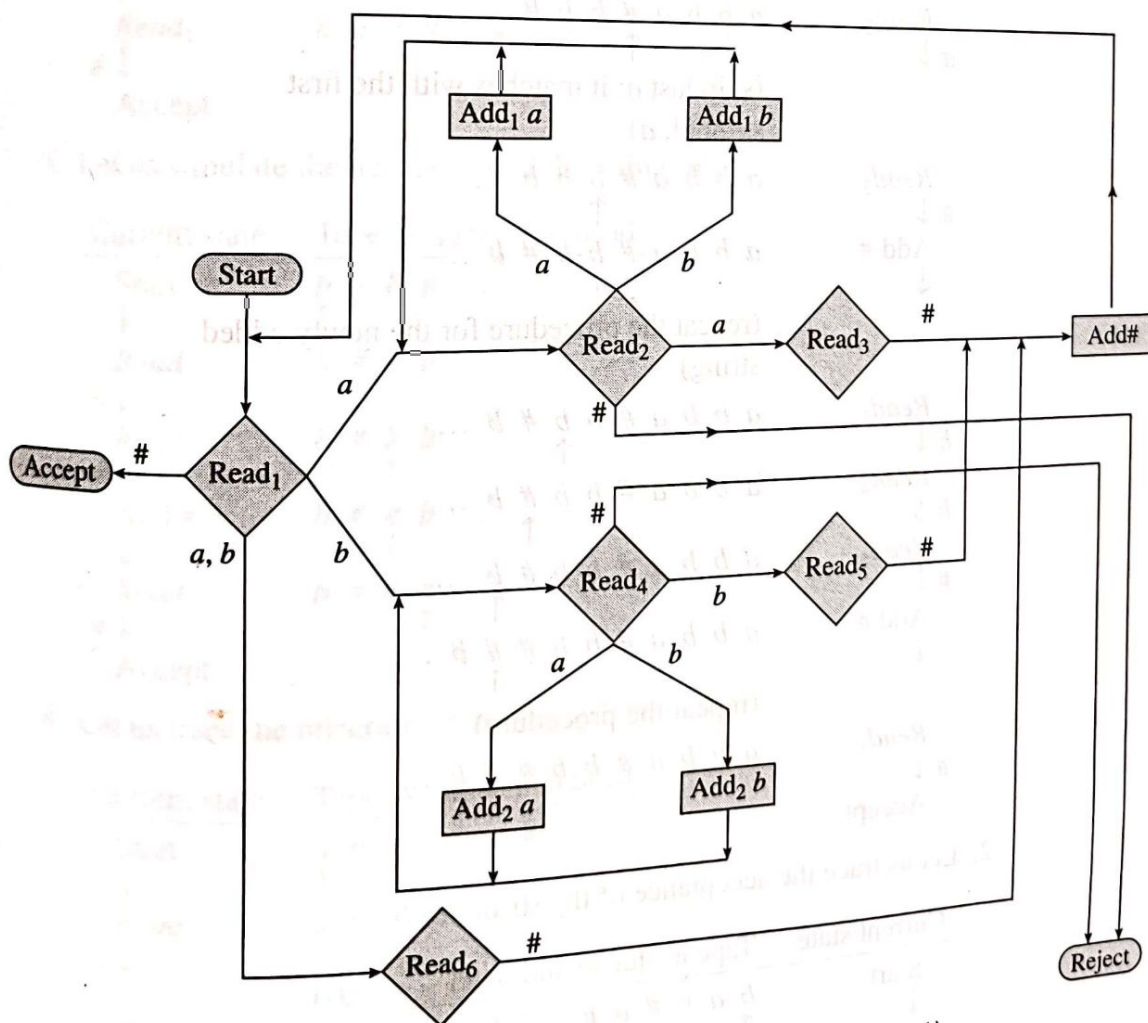 Add₁ a
Add₁ b
a
b
Start
Read₂
a
Read₃
#
Add#
a
#
Accept
#
Read₁
a, b
b
#
Read₄
b
Read₅
#
a
b
Add₂ a
Add₂ b
Read₆
#
Reject